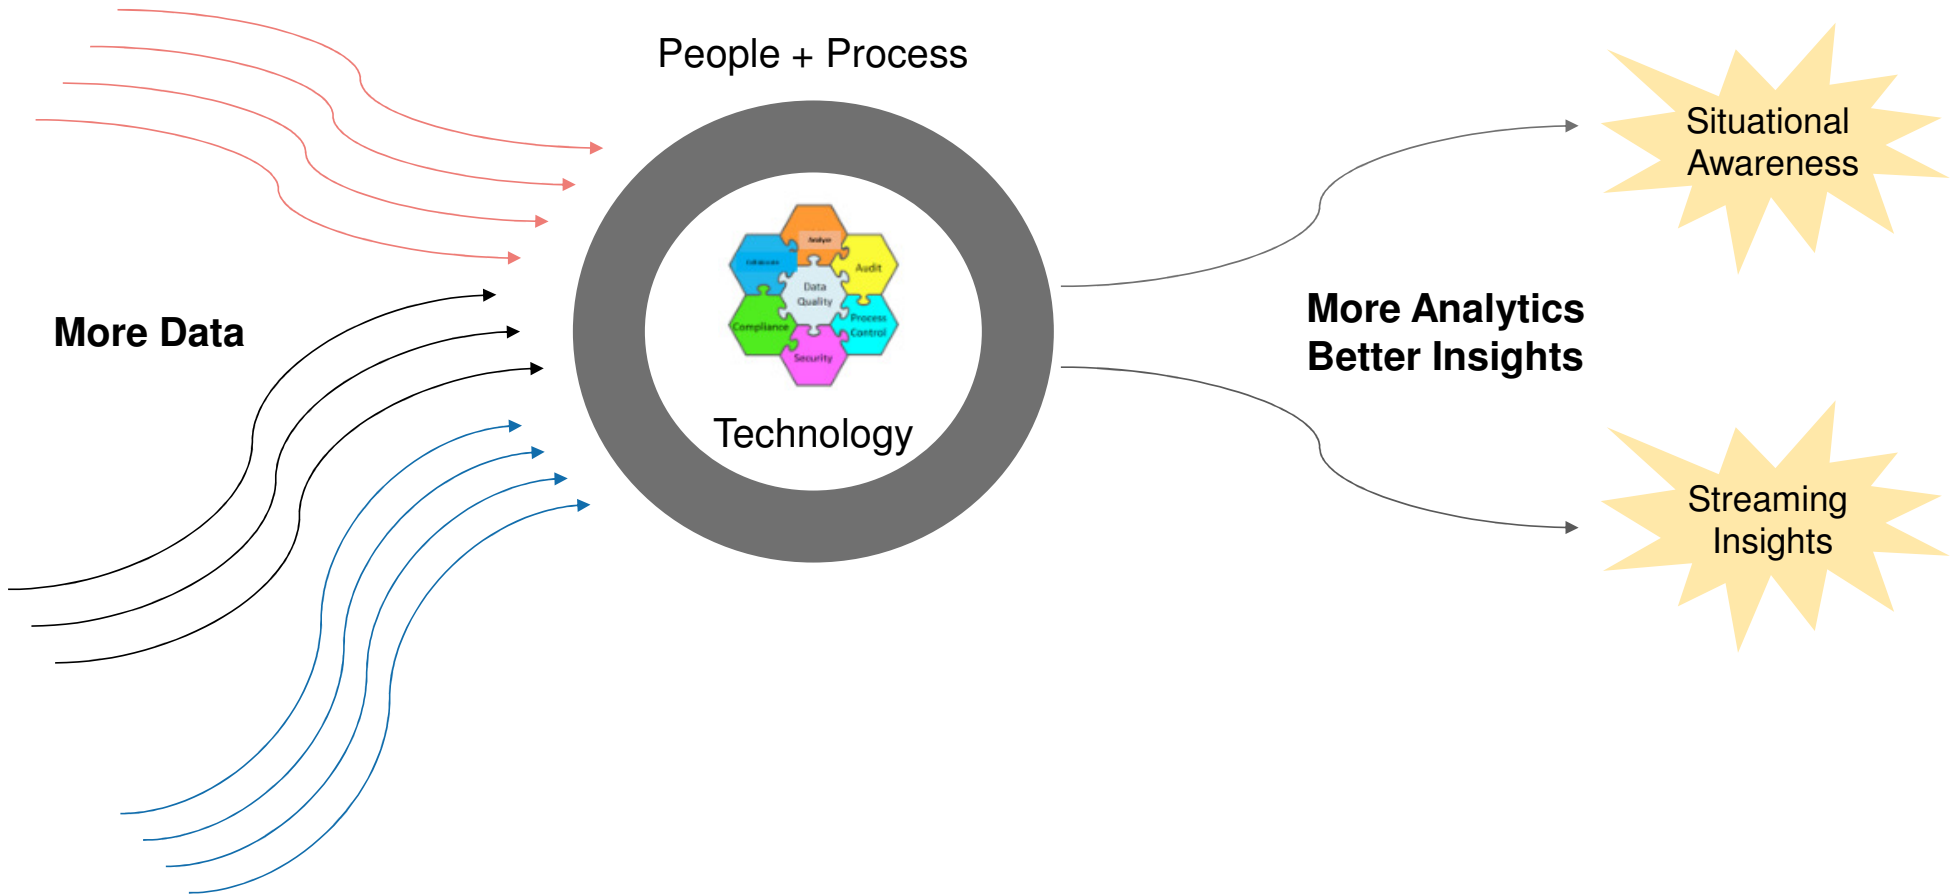 People + Process
Situational
Awareness
Analyze
Audit
Data
Quality
Compliance
Process
Control
Security
More Data
Technology
More Analytics
Better Insights
Streaming
Insights